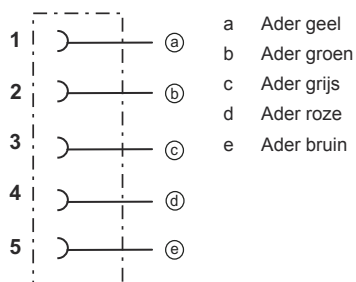 1 ⓐ
2 ⓑ
3 ⓒ
4 ⓓ
5 ⓔ
a Ader geel
b Ader groen
c Ader grijs
d Ader roze
e Ader bruin